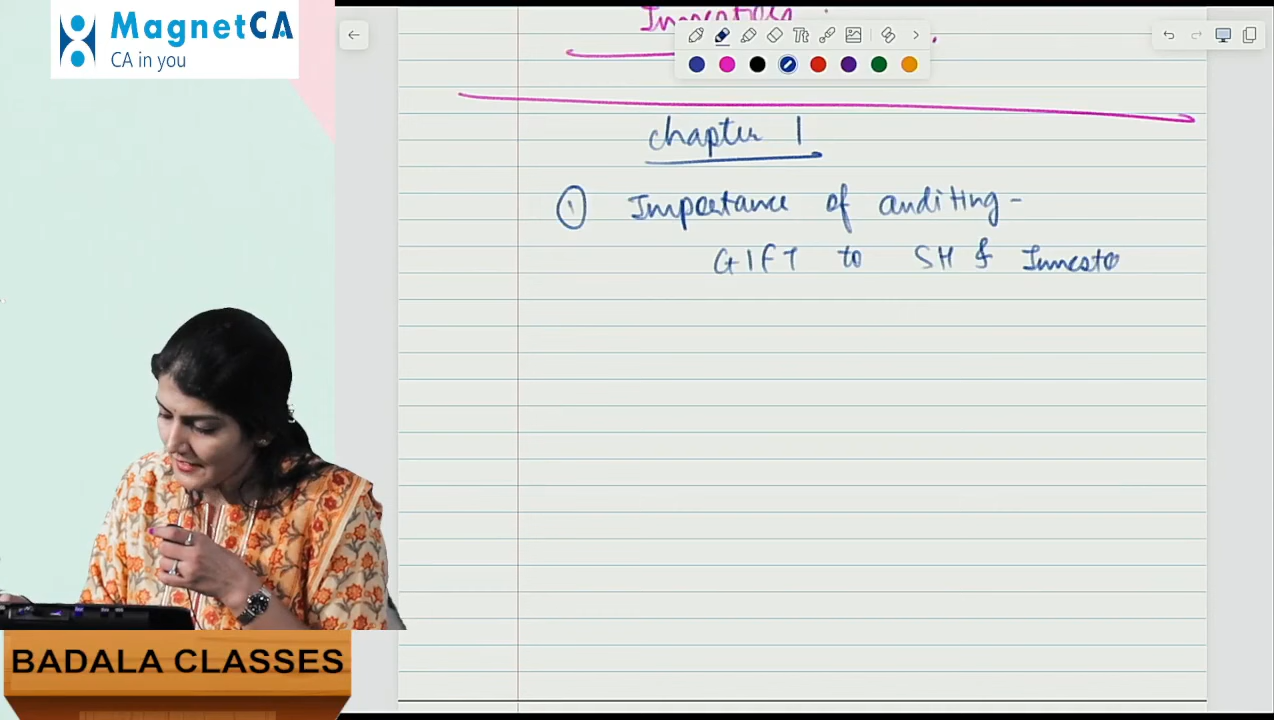 MagnetCA
CA in you
chapter 1
① Importance of auditing -
GIFT to SH & Investo
BADALA CLASSES